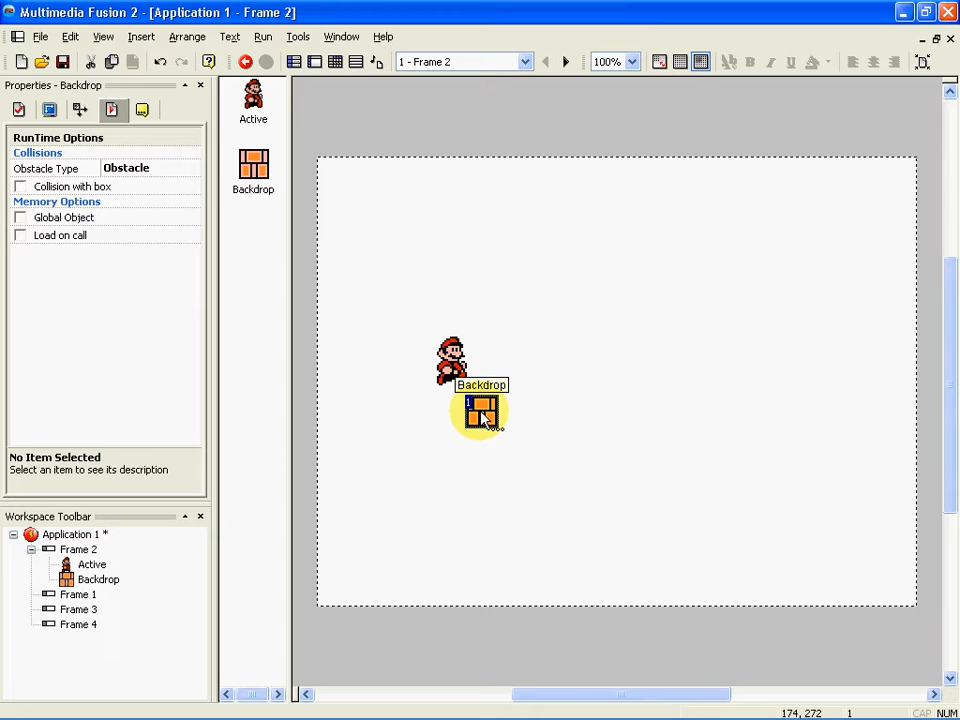 Multimedia Fusion 2 - [Application 1 - Frame 2]
File Edit View Insert Arrange Text Run Tools Window Help
1 - Frame 2
100%
B I U A
Properties - Backdrop
RunTime Options
Collisions
Obstacle Type Obstacle
Collision with box
Memory Options
Global Object
Load on call
No Item Selected
Select an item to see its description
Workspace Toolbar
Application 1 *
Frame 2
Active
Backdrop
Frame 1
Frame 3
Frame 4
Active
Backdrop
Backdrop
1
174, 272 1 CAP NUM